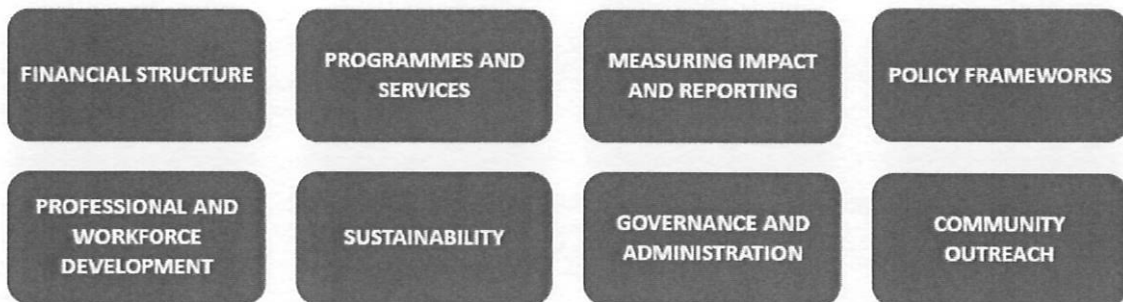 FINANCIAL STRUCTURE
PROGRAMMES AND
SERVICES
MEASURING IMPACT
AND REPORTING
POLICY FRAMEWORKS
PROFESSIONAL AND
WORKFORCE
DEVELOPMENT
SUSTAINABILITY
GOVERNANCE AND
ADMINISTRATION
COMMUNITY
OUTREACH